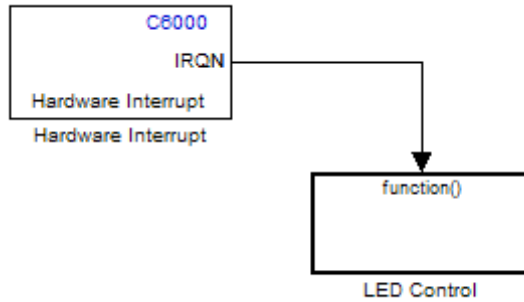 C6000
IRQN
Hardware Interrupt
Hardware Interrupt
function()
LED Control